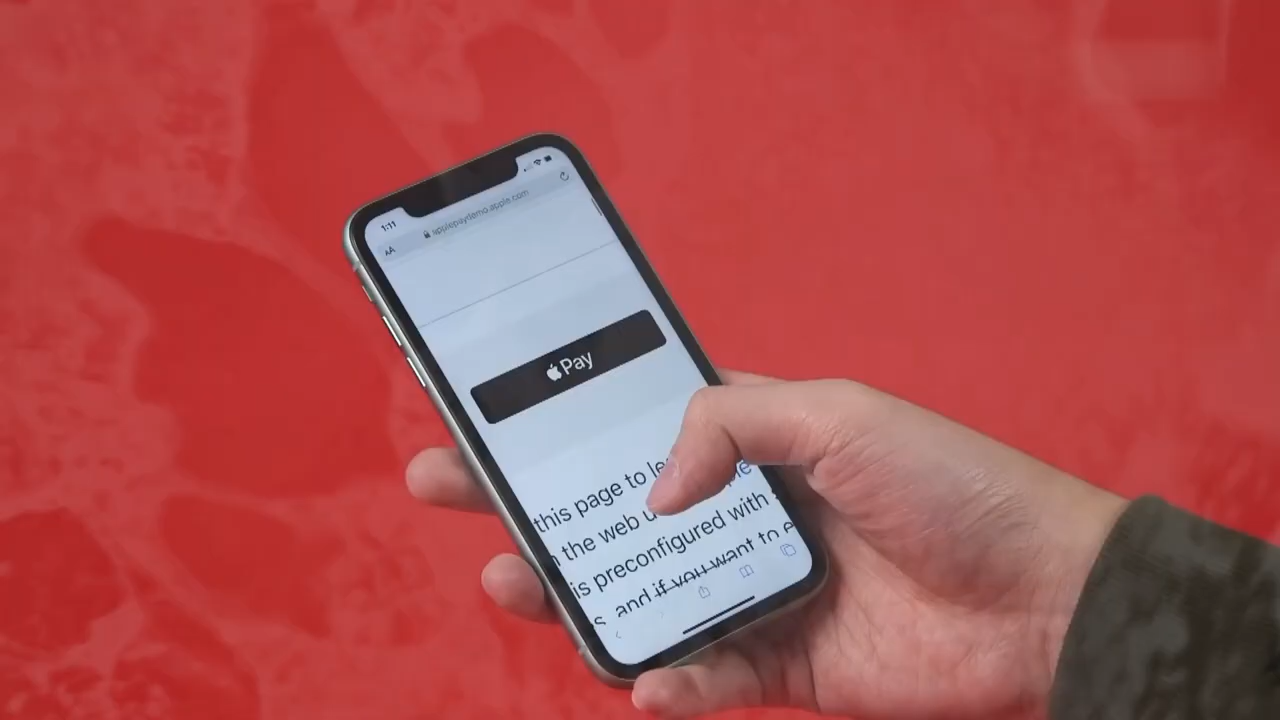 1:11
AA applepaydemo.apple.com
Pay
this page to
the web
is preconfigured with
and if you want to